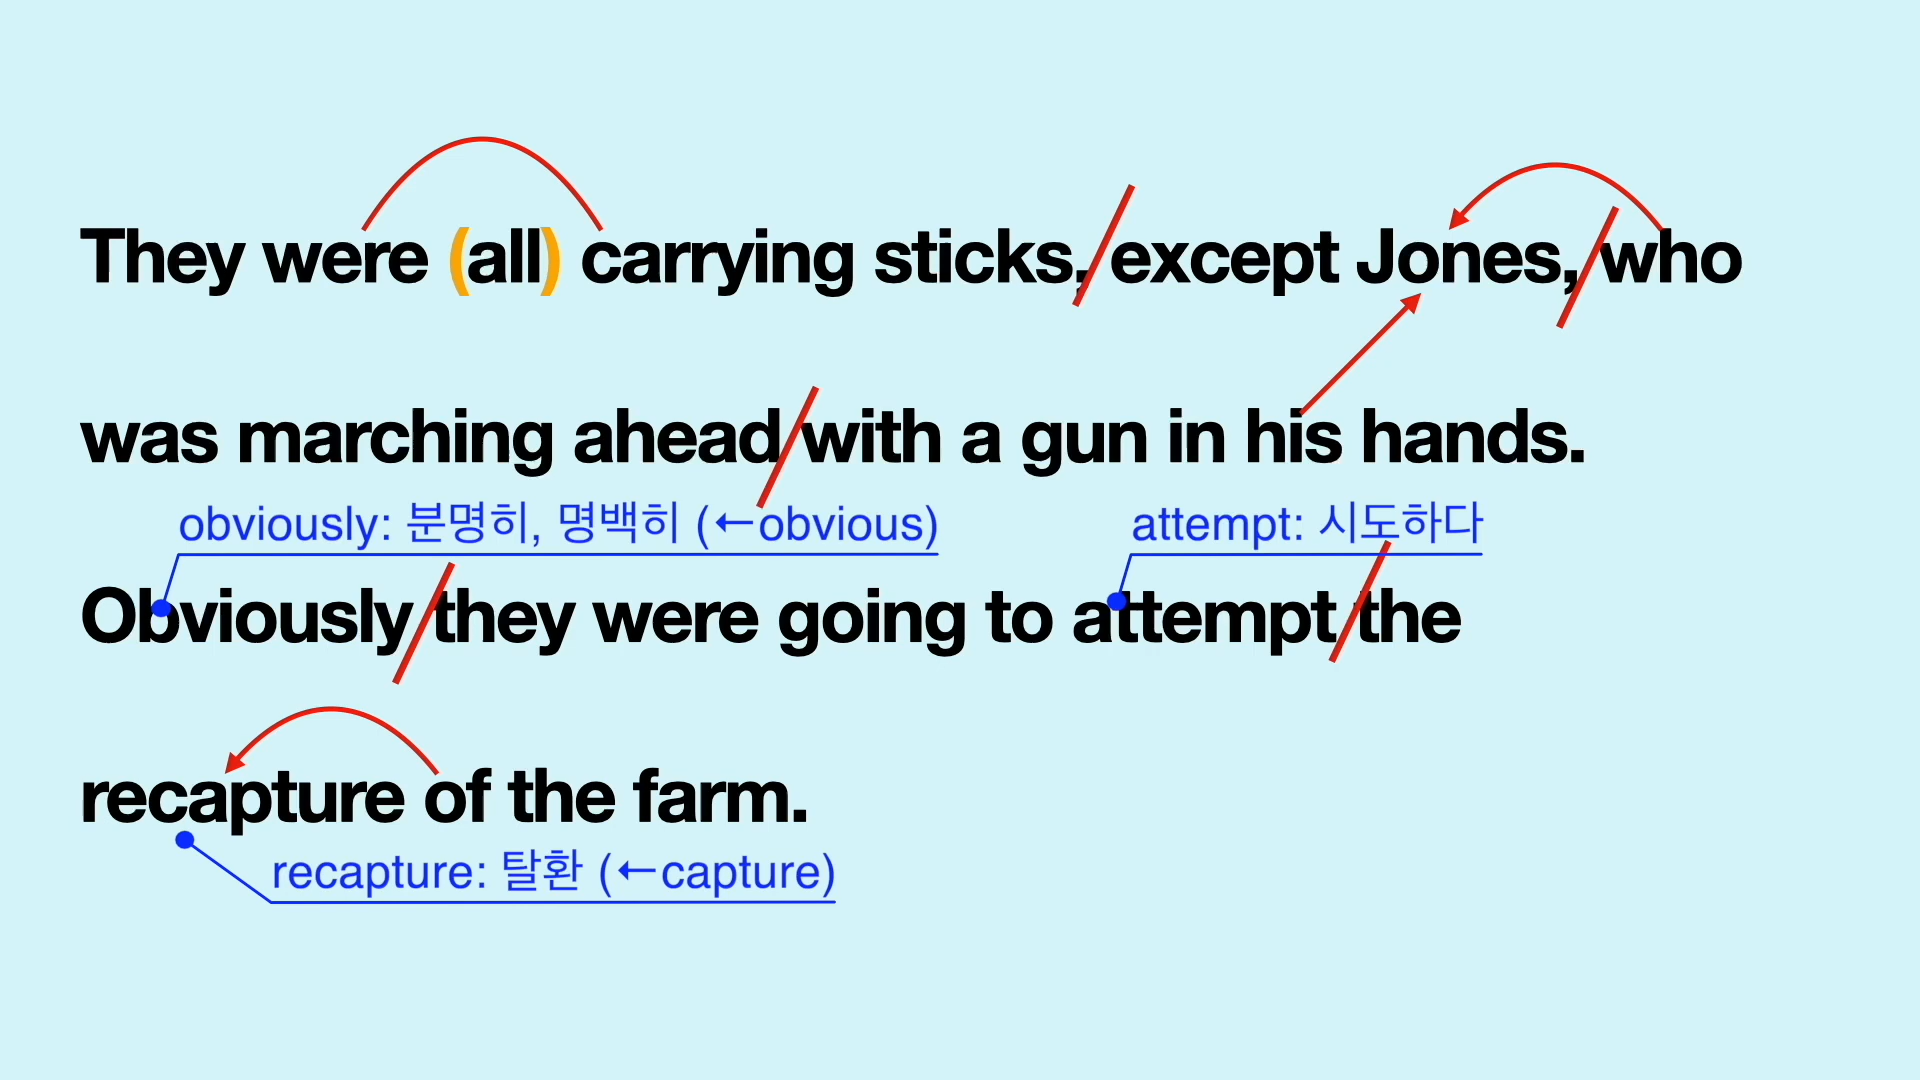 They were (all) carrying sticks, except Jones, who
was marching ahead with a gun in his hands.
obviously: 분명히, 명백히 (←obvious)
attempt: 시도하다
Obviously they were going to attempt the
recapture of the farm.
recapture: 탈환 (←capture)